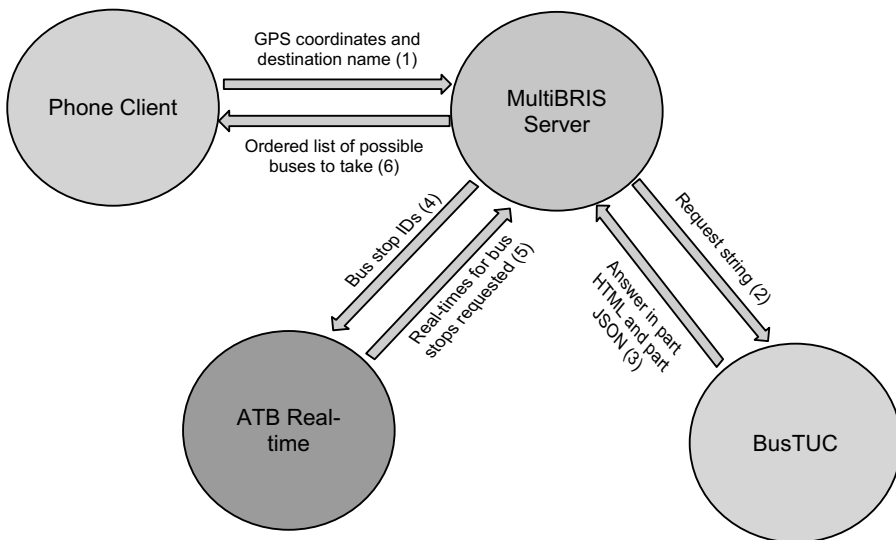 GPS coordinates and
destination name (1)
Phone Client
MultiBRIS
Server
Ordered list of possible
buses to take (6)
Bus stop IDs (4)
Real-times for bus
stops requested (5)
Request string (2)
Answer in part
HTML and part
JSON (3)
ATB Real-
time
BusTUC